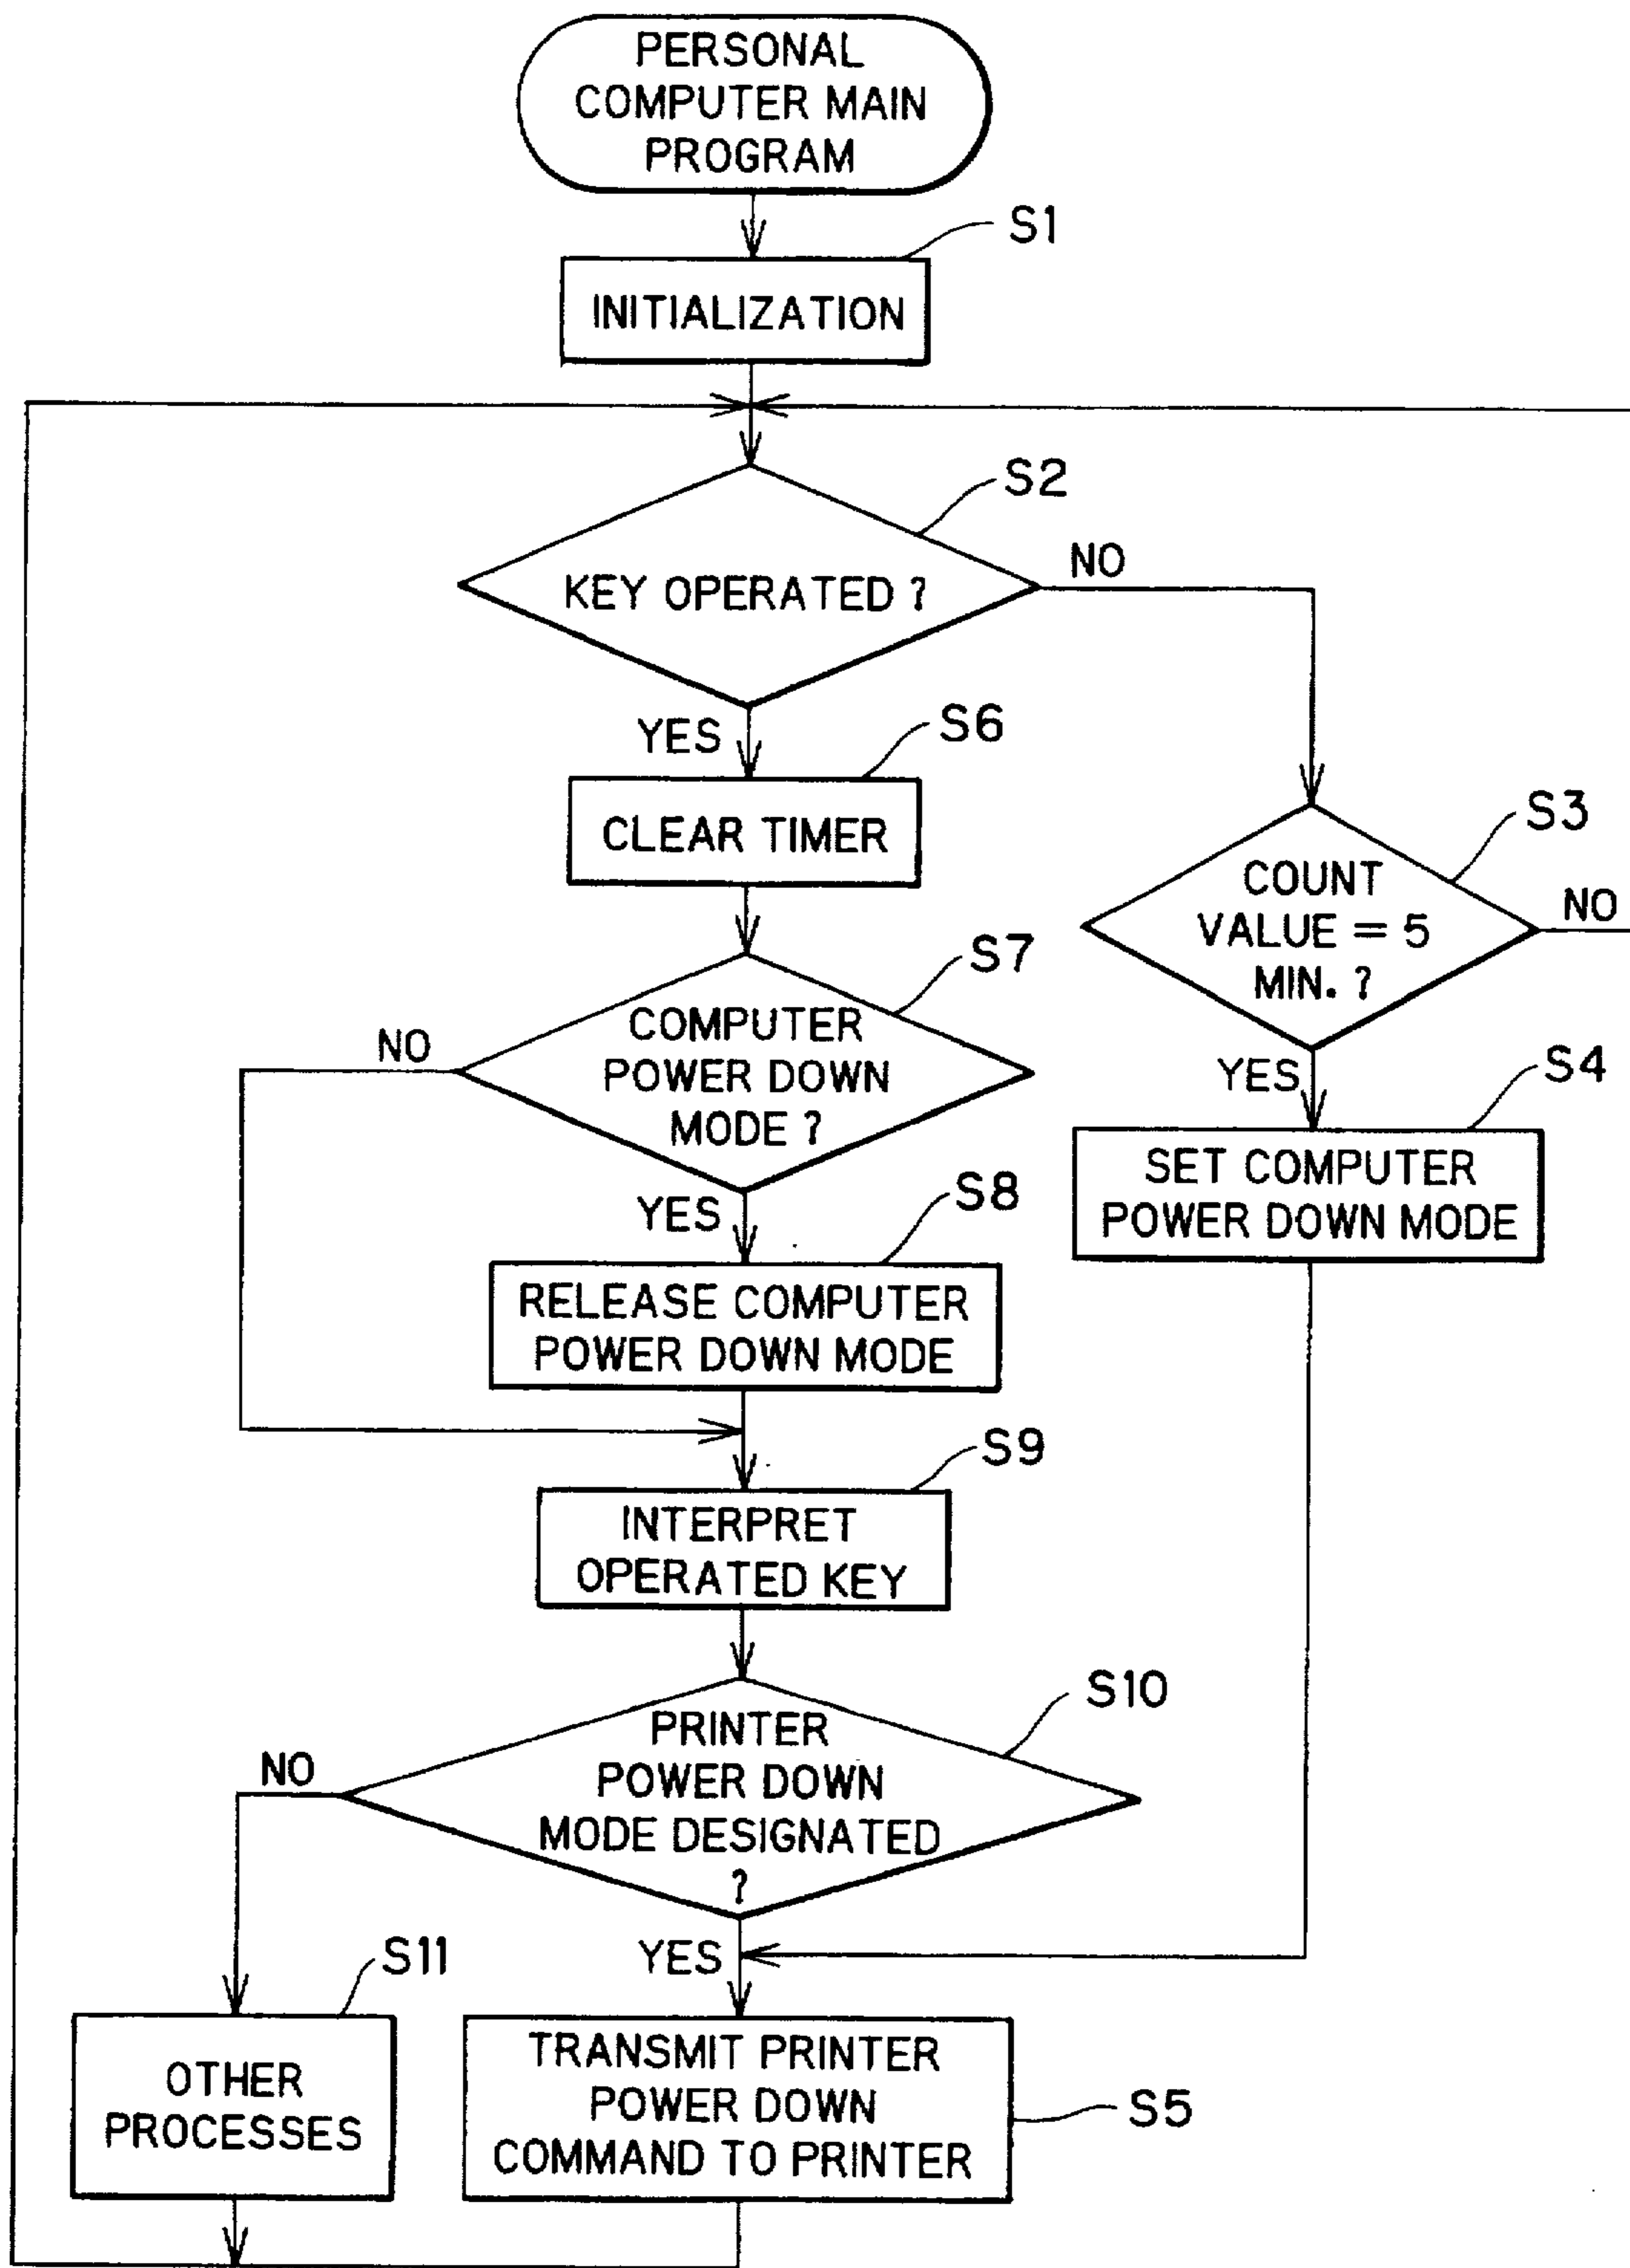 PERSONAL
COMPUTER MAIN
PROGRAM
S1
INITIALIZATION
S2
KEY OPERATED ?
NO
YES
S6
CLEAR TIMER
S3
COUNT
VALUE = 5
MIN. ?
NO
S7
COMPUTER
POWER DOWN
MODE ?
NO
YES
S4
SET COMPUTER
POWER DOWN MODE
YES
S8
RELEASE COMPUTER
POWER DOWN MODE
S9
INTERPRET
OPERATED KEY
S10
PRINTER
POWER DOWN
MODE DESIGNATED
?
NO
YES
S11
OTHER
PROCESSES
TRANSMIT PRINTER
POWER DOWN
COMMAND TO PRINTER
S5